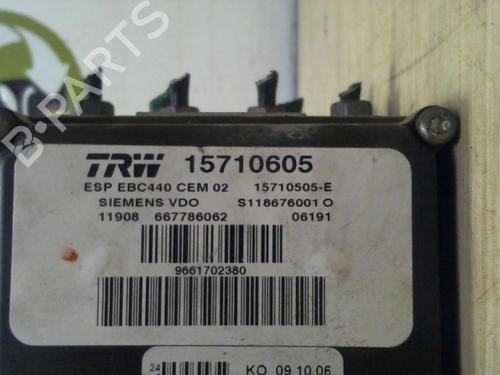 B-PARTS
TRW 15710605
ESP EBC440 CEM 02 15710505-E
SIEMENS VDO S118676001 O
11908 667786062 06191
9661702380
24 KO 09 10 06